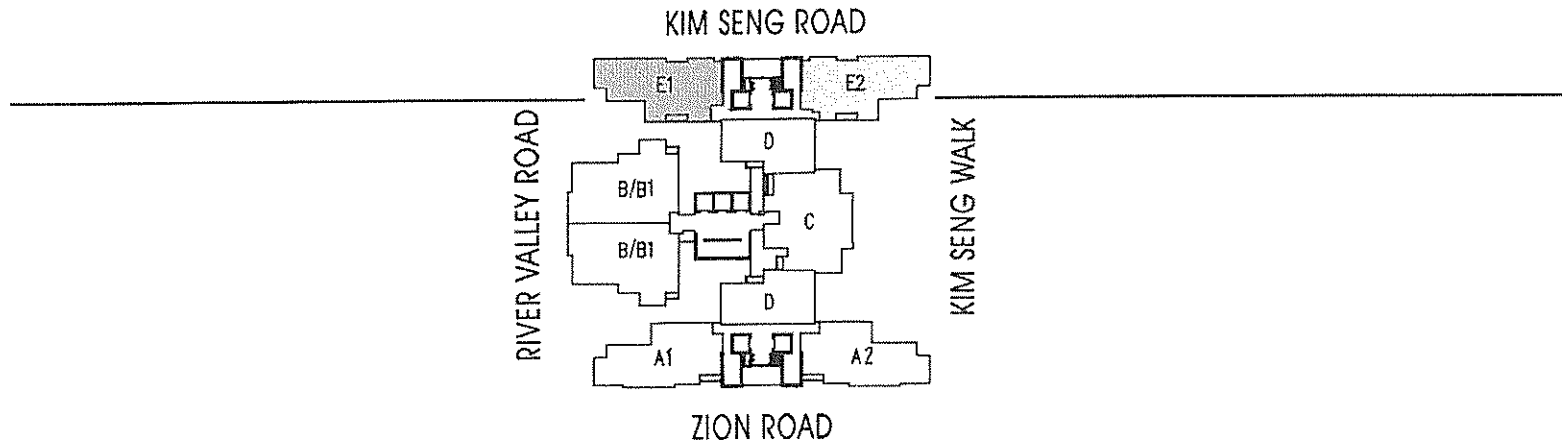 KIM SENG ROAD
E1
E2
D
RIVER VALLEY ROAD
B/B1
C
KIM SENG WALK
B/B1
D
A1
A2
ZION ROAD